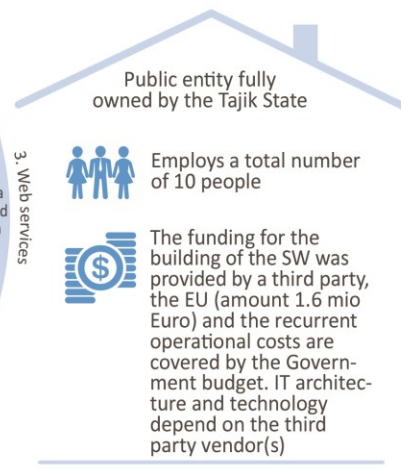 Public entity fully
owned by the Tajik State
3. Web services
Employs a total number
of 10 people
$
The funding for the
building of the SW was
provided by a third party,
the EU (amount 1.6 mio
Euro) and the recurrent
operational costs are
covered by the Govern-
ment budget. IT architec-
ture and technology
depend on the third
party vendor(s)